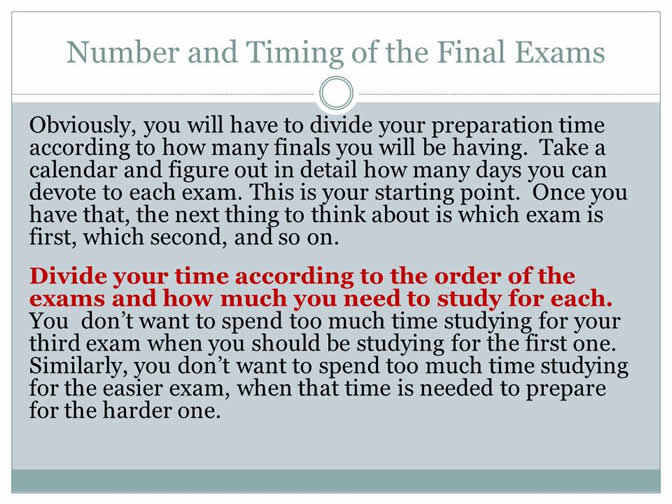 Number and Timing of the Final Exams
Obviously, you will have to divide your preparation time
according to how many finals you will be having.  Take a
calendar and figure out in detail how many days you can
devote to each exam. This is your starting point.  Once you
have that, the next thing to think about is which exam is
first, which second, and so on.
Divide your time according to the order of the
exams and how much you need to study for each.
You  don’t want to spend too much time studying for your
third exam when you should be studying for the first one.
Similarly, you don’t want to spend too much time studying
for the easier exam, when that time is needed to prepare
for the harder one.